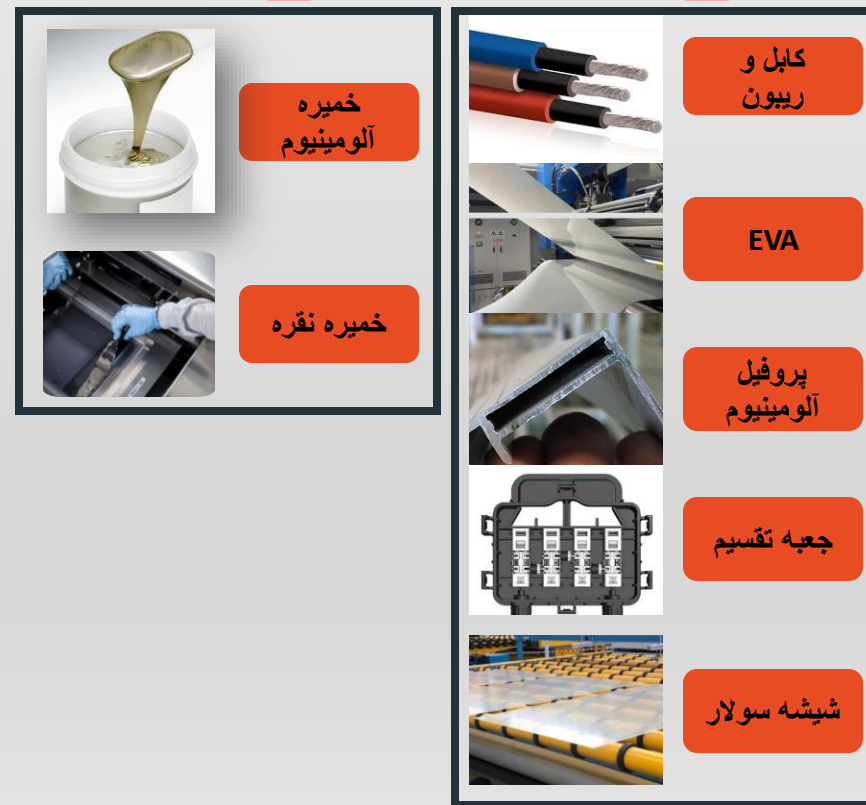 کابل و
ریبون
EVA
پروفیل
آلومینیوم
جعبه تقسیم
شیشه سولار
خمیره
آلومینیوم
خمیره نقره